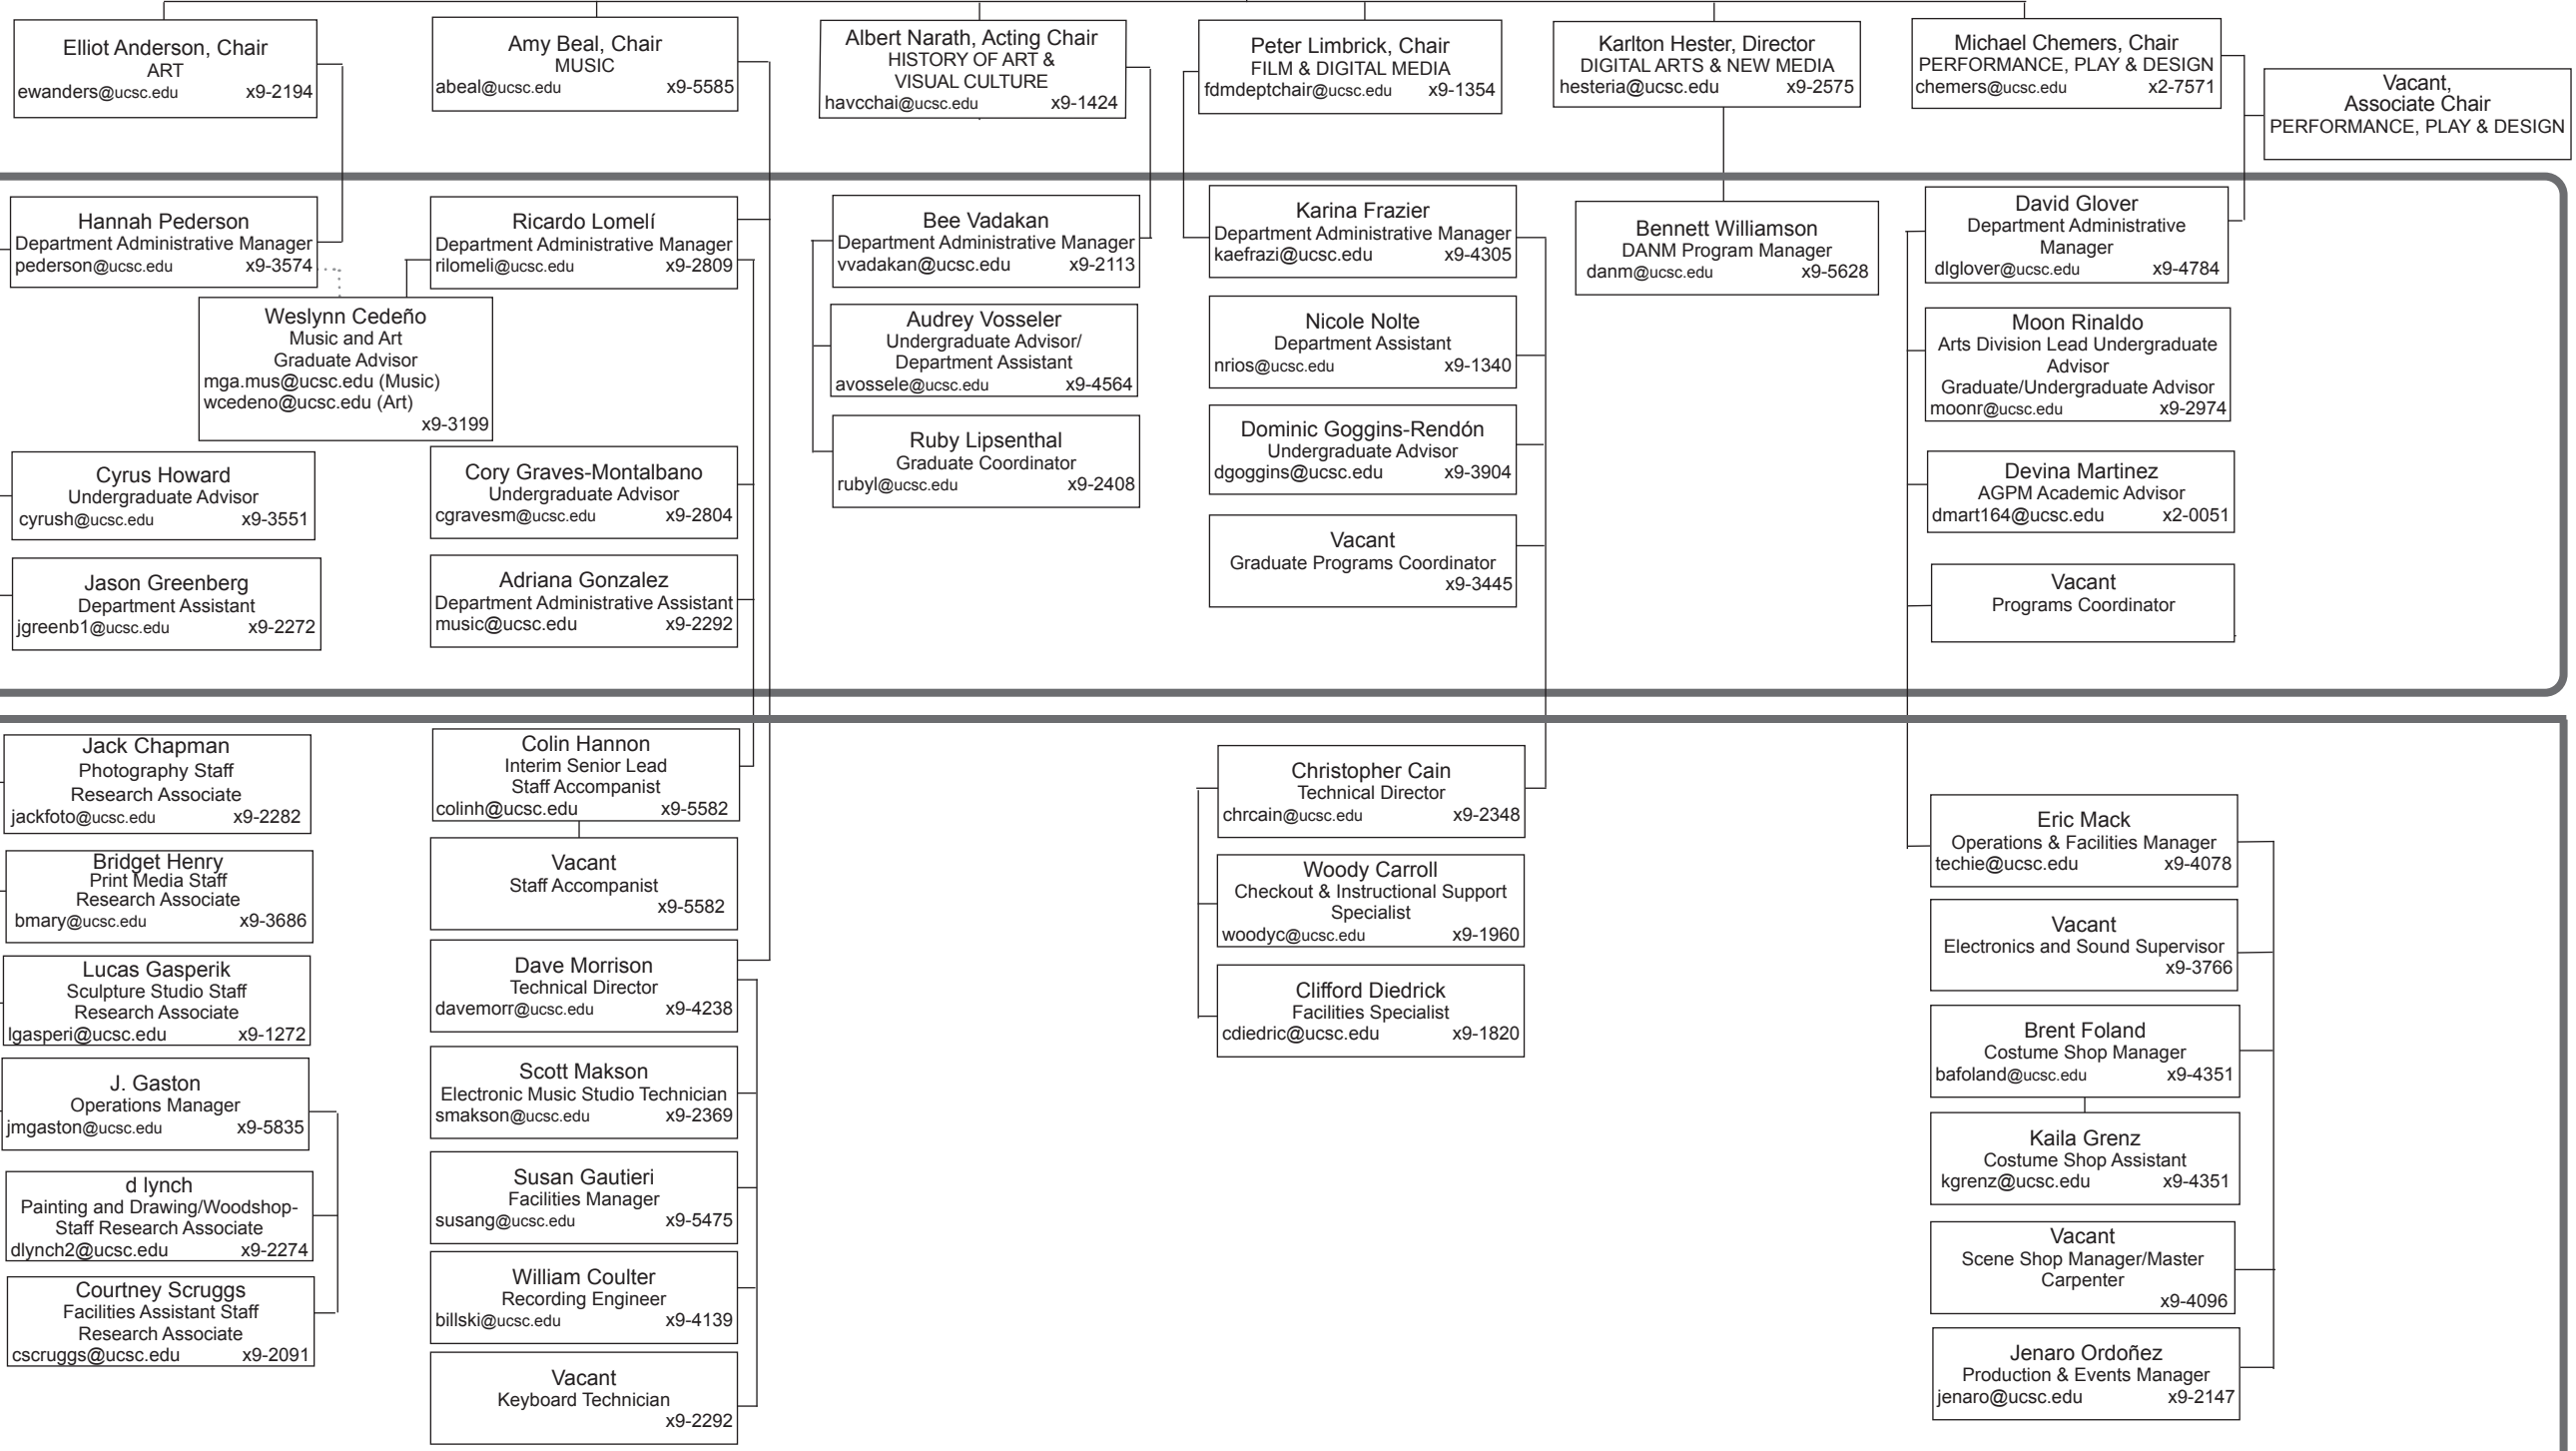 Elliot Anderson, Chair
ART
ewanders@ucsc.edu x9-2194
Amy Beal, Chair
MUSIC
abeal@ucsc.edu x9-5585
Albert Narath, Acting Chair
HISTORY OF ART &
VISUAL CULTURE
havcchai@ucsc.edu x9-1424
Peter Limbrick, Chair
FILM & DIGITAL MEDIA
fdmdeptchair@ucsc.edu x9-1354
Karlton Hester, Director
DIGITAL ARTS & NEW MEDIA
hesteria@ucsc.edu x9-2575
Michael Chemers, Chair
PERFORMANCE, PLAY & DESIGN
chemers@ucsc.edu x2-7571
Vacant,
Associate Chair
PERFORMANCE, PLAY & DESIGN
Hannah Pederson
Department Administrative Manager
pederson@ucsc.edu x9-3574
Ricardo Lomelí
Department Administrative Manager
rilomeli@ucsc.edu x9-2809
Weslynn Cedeño
Music and Art
Graduate Advisor
mga.mus@ucsc.edu (Music)
wcedeno@ucsc.edu (Art)
x9-3199
Cyrus Howard
Undergraduate Advisor
cyrush@ucsc.edu x9-3551
Jason Greenberg
Department Assistant
jgreenb1@ucsc.edu x9-2272
Cory Graves-Montalbano
Undergraduate Advisor
cgravesm@ucsc.edu x9-2804
Adriana Gonzalez
Department Administrative Assistant
music@ucsc.edu x9-2292
Bee Vadakan
Department Administrative Manager
vvadakan@ucsc.edu x9-2113
Audrey Vosseler
Undergraduate Advisor/
Department Assistant
avossele@ucsc.edu x9-4564
Ruby Lipsenthal
Graduate Coordinator
rubyl@ucsc.edu x9-2408
Karina Frazier
Department Administrative Manager
kaefrazi@ucsc.edu x9-4305
Nicole Nolte
Department Assistant
nrios@ucsc.edu x9-1340
Dominic Goggins-Rendón
Undergraduate Advisor
dgoggins@ucsc.edu x9-3904
Vacant
Graduate Programs Coordinator
x9-3445
Bennett Williamson
DANM Program Manager
danm@ucsc.edu x9-5628
David Glover
Department Administrative
Manager
dlglover@ucsc.edu x9-4784
Moon Rinaldo
Arts Division Lead Undergraduate
Advisor
Graduate/Undergraduate Advisor
moonr@ucsc.edu x9-2974
Devina Martinez
AGPM Academic Advisor
dmart164@ucsc.edu x2-0051
Vacant
Programs Coordinator
Jack Chapman
Photography Staff
Research Associate
jackfoto@ucsc.edu x9-2282
Bridget Henry
Print Media Staff
Research Associate
bmary@ucsc.edu x9-3686
Lucas Gasperik
Sculpture Studio Staff
Research Associate
lgasperi@ucsc.edu x9-1272
J. Gaston
Operations Manager
jmgaston@ucsc.edu x9-5835
d lynch
Painting and Drawing/Woodshop-
Staff Research Associate
dlynch2@ucsc.edu x9-2274
Courtney Scruggs
Facilities Assistant Staff
Research Associate
cscruggs@ucsc.edu x9-2091
Colin Hannon
Interim Senior Lead
Staff Accompanist
colinh@ucsc.edu x9-5582
Vacant
Staff Accompanist
x9-5582
Dave Morrison
Technical Director
davemorr@ucsc.edu x9-4238
Scott Makson
Electronic Music Studio Technician
smakson@ucsc.edu x9-2369
Susan Gautieri
Facilities Manager
susang@ucsc.edu x9-5475
William Coulter
Recording Engineer
billski@ucsc.edu x9-4139
Vacant
Keyboard Technician
x9-2292
Christopher Cain
Technical Director
chrcain@ucsc.edu x9-2348
Woody Carroll
Checkout & Instructional Support
Specialist
woodyc@ucsc.edu x9-1960
Clifford Diedrick
Facilities Specialist
cdiedric@ucsc.edu x9-1820
Eric Mack
Operations & Facilities Manager
techie@ucsc.edu x9-4078
Vacant
Electronics and Sound Supervisor
x9-3766
Brent Foland
Costume Shop Manager
bafoland@ucsc.edu x9-4351
Kaila Grenz
Costume Shop Assistant
kgrenz@ucsc.edu x9-4351
Vacant
Scene Shop Manager/Master
Carpenter
x9-4096
Jenaro Ordoñez
Production & Events Manager
jenaro@ucsc.edu x9-2147